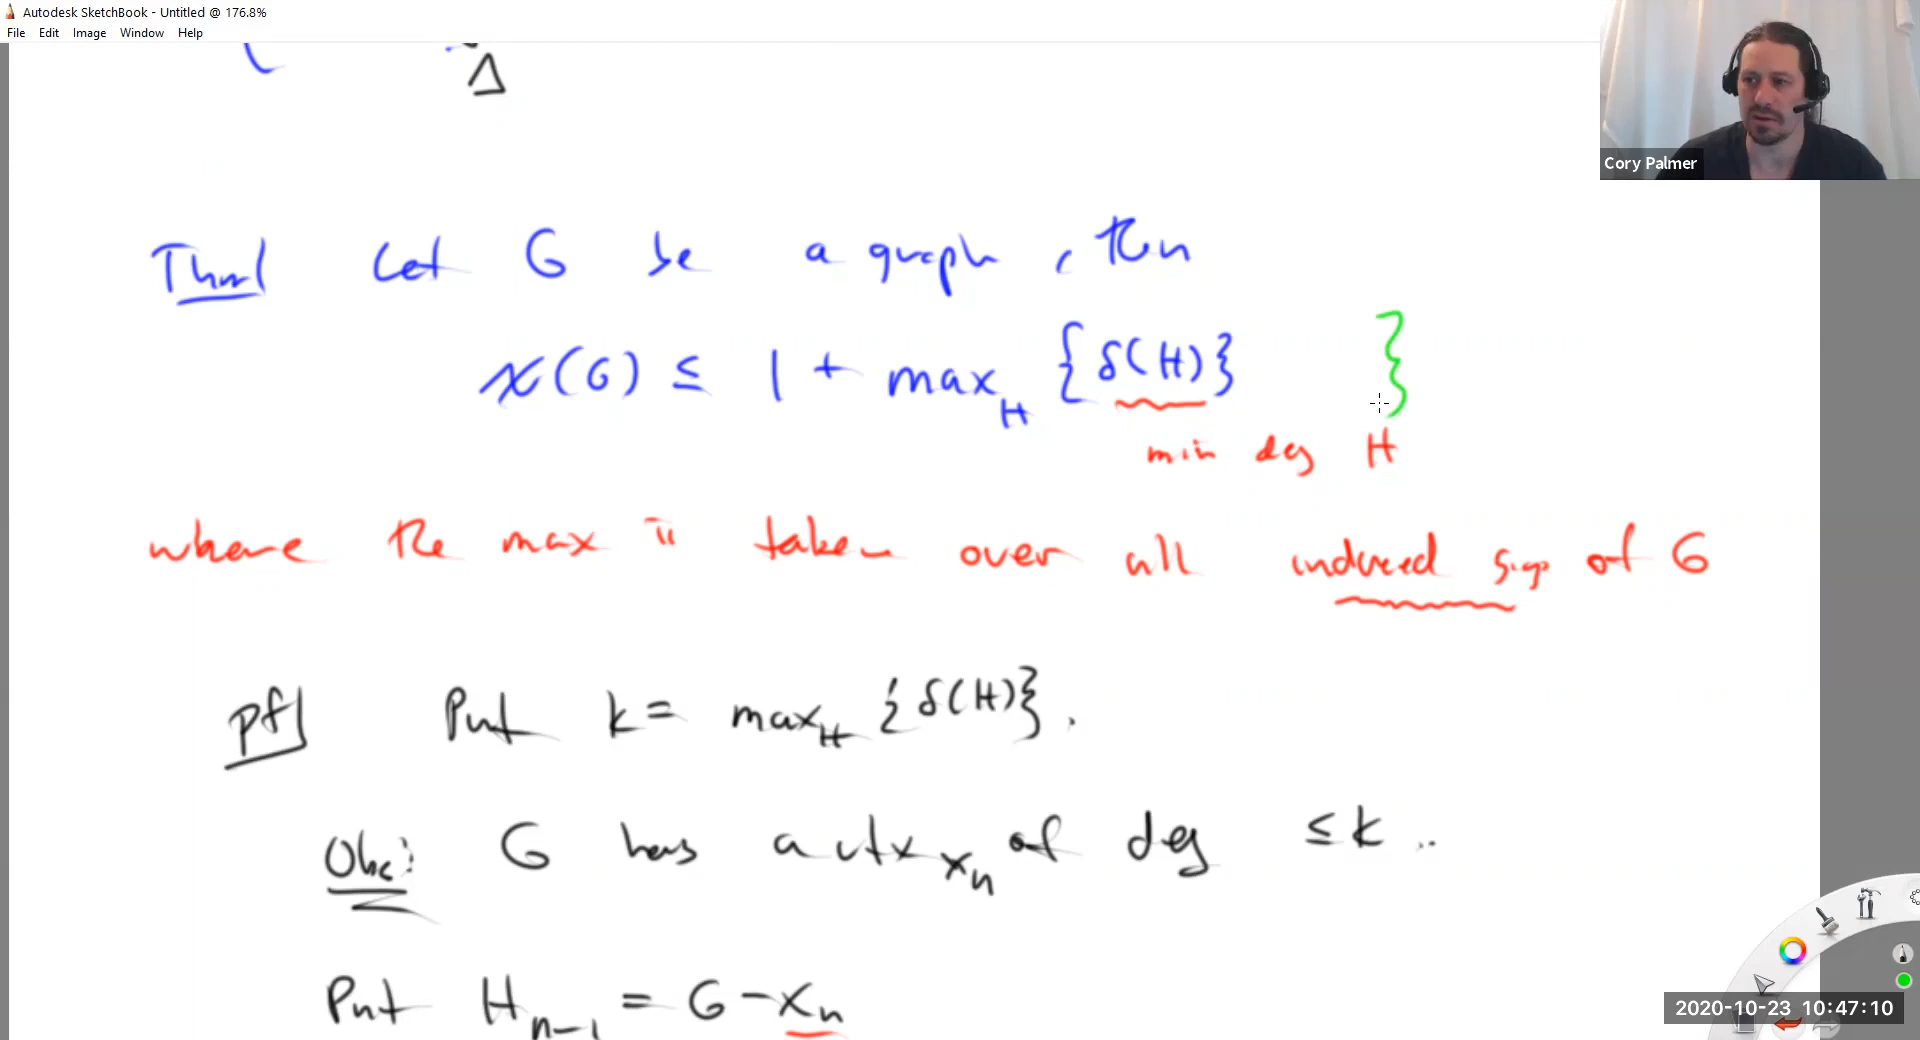 Autodesk SketchBook - Untitled @ 176.8%
File Edit Image Window Help
Δ
Cory Palmer
Thm Let G be a graph, then
χ(G) ≤ 1 + max_H {δ(H)} }
min deg H
where the max is taken over all induced sgp of G
pf Put k = max_H {δ(H)}.
Obs: G has a vtx x_n of deg ≤ k ..
Put H_{n-1} = G - x_n
2020-10-23 10:47:10